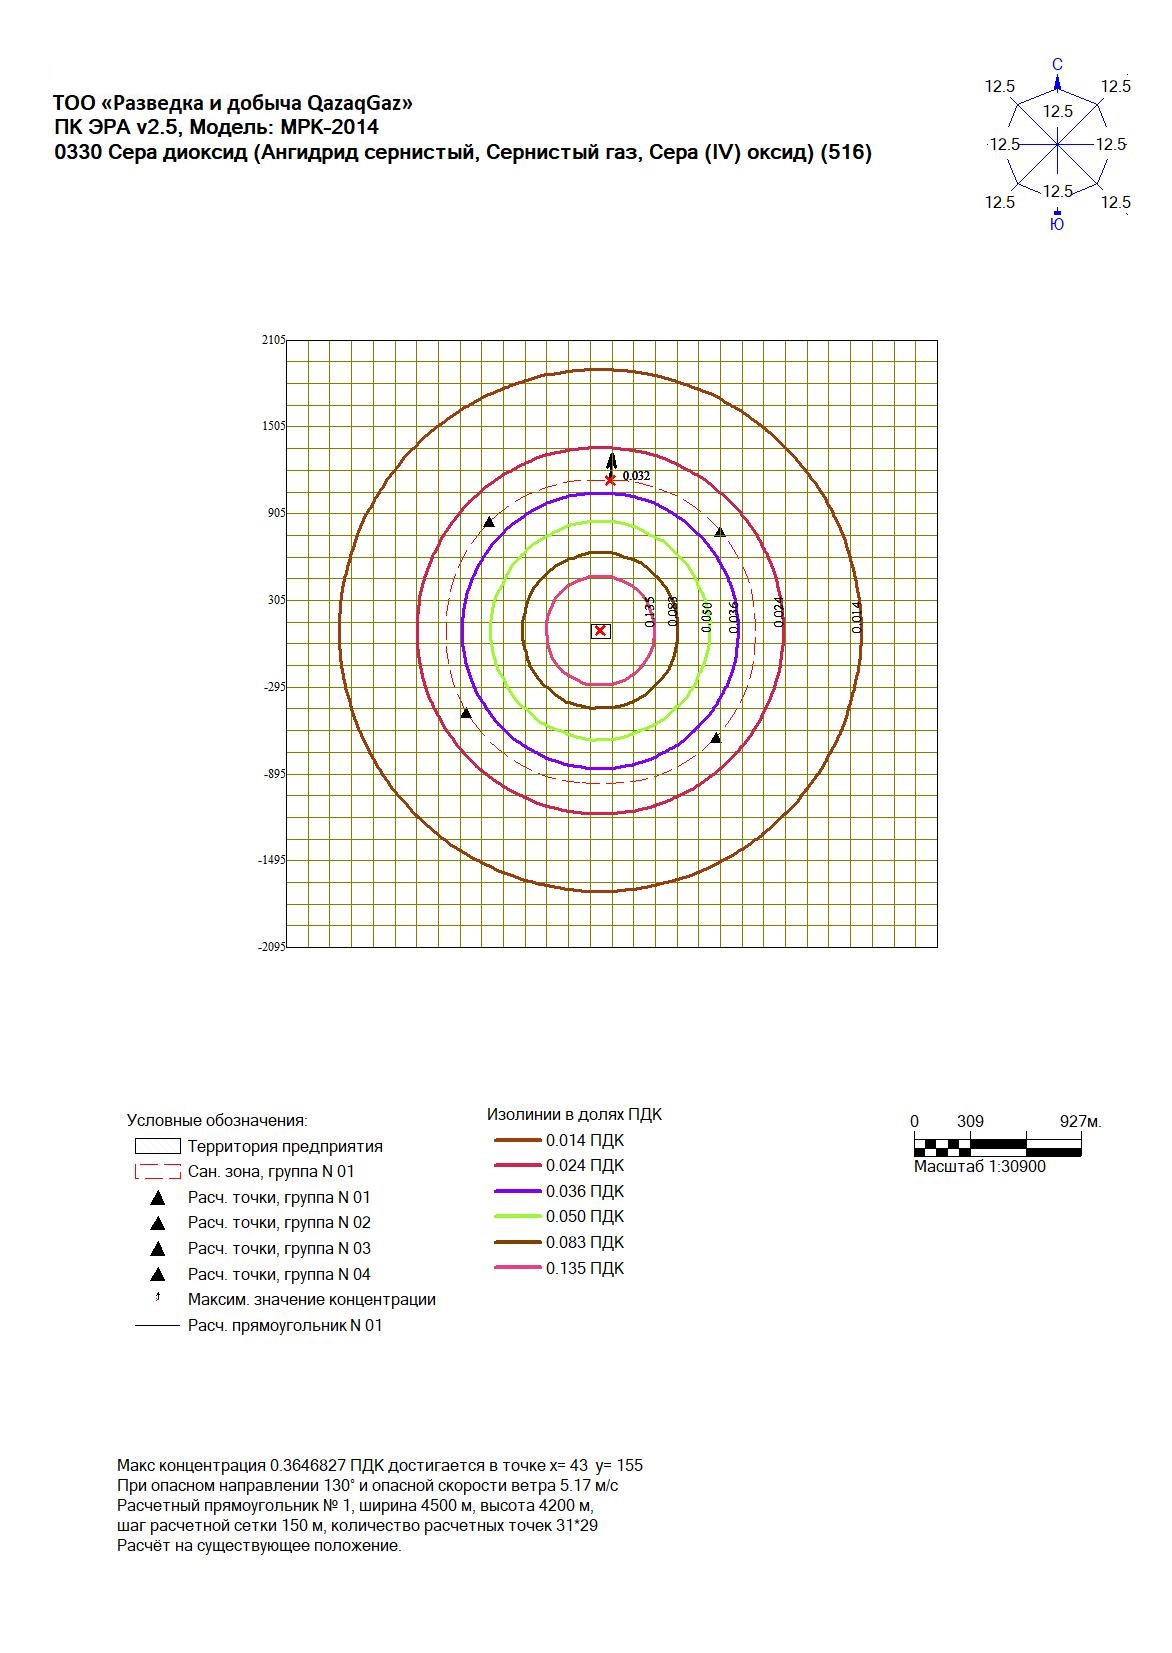 ТОО «Разведка и добыча QazaqGaz»
ПК ЭРА v2.5, Модель: МРК-2014
0330 Сера диоксид (Ангидрид сернистый, Сернистый газ, Сера (IV) оксид) (516)
С
12.5
12.5
12.5
12.5
12.5
12.5
12.5
12.5
Ю
2105
1505
905
305
-295
-895
-1495
-2095
0.032
0.135
0.083
0.050
0.036
0.024
0.014
Условные обозначения:
Территория предприятия
Сан. зона, группа N 01
Расч. точки, группа N 01
Расч. точки, группа N 02
Расч. точки, группа N 03
Расч. точки, группа N 04
Максим. значение концентрации
Расч. прямоугольник N 01
Изолинии в долях ПДК
0.014 ПДК
0.024 ПДК
0.036 ПДК
0.050 ПДК
0.083 ПДК
0.135 ПДК
0 309 927м.
Масштаб 1:30900
Макс концентрация 0.3646827 ПДК достигается в точке x= 43 y= 155
При опасном направлении 130° и опасной скорости ветра 5.17 м/с
Расчетный прямоугольник № 1, ширина 4500 м, высота 4200 м,
шаг расчетной сетки 150 м, количество расчетных точек 31*29
Расчёт на существующее положение.